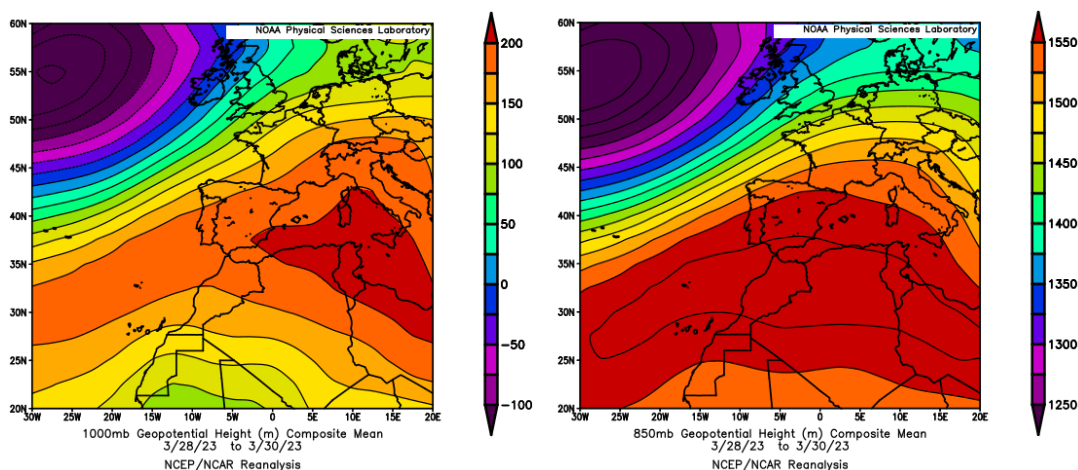 NOAA Physical Sciences Laboratory
60N
55N
50N
45N
40N
35N
30N
25N
20N
30W 25W 20W 15W 10W 5W 0 5E 10E 15E 20E
200
150
100
50
0
−50
−100
1000mb Geopotential Height (m) Composite Mean
3/28/23 to 3/30/23
NCEP/NCAR Reanalysis
NOAA Physical Sciences Laboratory
60N
55N
50N
45N
40N
35N
30N
25N
20N
30W 25W 20W 15W 10W 5W 0 5E 10E 15E 20E
1550
1500
1450
1400
1350
1300
1250
850mb Geopotential Height (m) Composite Mean
3/28/23 to 3/30/23
NCEP/NCAR Reanalysis